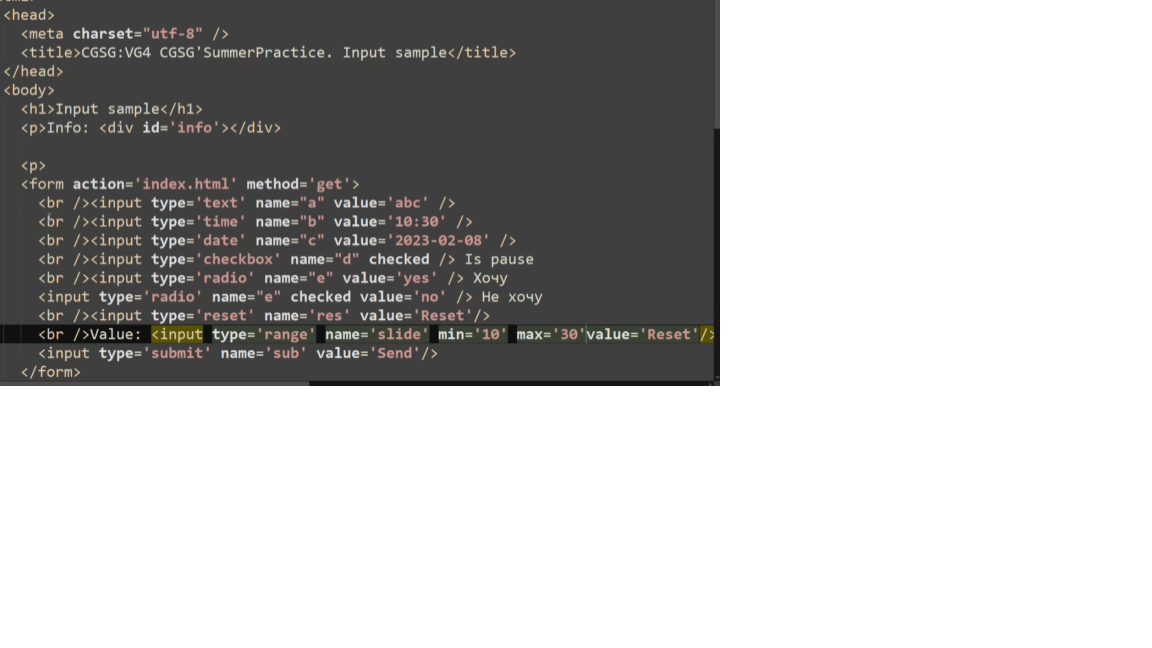 <head>
<meta charset="utf-8" />
<title>CGSG:VG4 CGSG'SummerPractice. Input sample</title>
</head>
<body>
<h1>Input sample</h1>
<p>Info: <div id='info'></div>
<p>
<form action='index.html' method='get'>
<br /><input type='text' name="a" value='abc' />
<br /><input type='time' name="b" value='10:30' />
<br /><input type='date' name="c" value='2023-02-08' />
<br /><input type='checkbox' name="d" checked /> Is pause
<br /><input type='radio' name="e" value='yes' /> Хочу
<input type='radio' name="e" checked value='no' /> Не хочу
<br /><input type='reset' name='res' value='Reset'/>
<br />Value: <input type='range' name='slide' min='10' max='30'value='Reset'/>
<input type='submit' name='sub' value='Send'/>
</form>